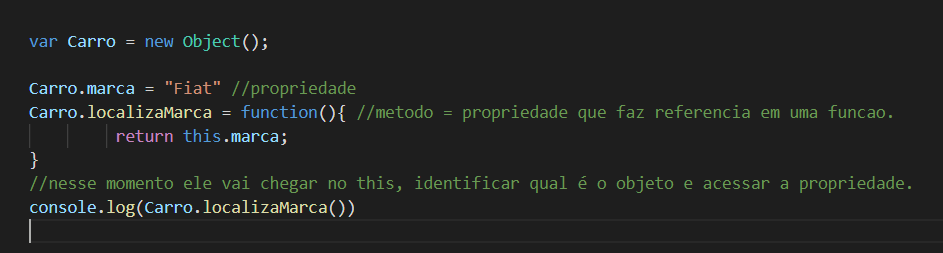 var Carro = new Object();
Carro.marca = "Fiat" //propriedade
Carro.localizaMarca = function(){ //metodo = propriedade que faz referencia em uma funcao.
return this.marca;
}
//nesse momento ele vai chegar no this, identificar qual é o objeto e acessar a propriedade.
console.log(Carro.localizaMarca())